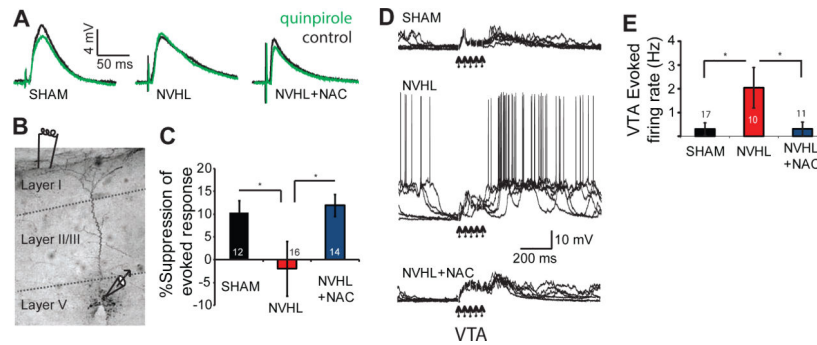 A
quinpirole
control
4 mV
50 ms
SHAM
NVHL
NVHL+NAC
B
Layer I
Layer II/III
Layer V
C
%Suppression of
evoked response
20
15
10
5
0
-5
-10
12
16
14
SHAM
NVHL
NVHL
+NAC
D
SHAM
NVHL
10 mV
200 ms
NVHL+NAC
VTA
E
VTA Evoked
firing rate (Hz)
4
3
2
1
0
*
*
17
10
11
SHAM
NVHL
NVHL
+NAC
*
*